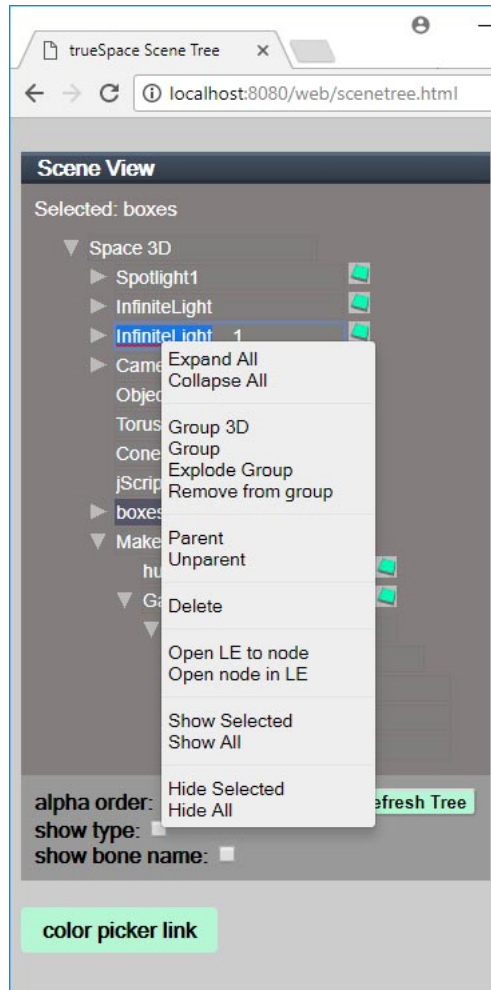 trueSpace Scene Tree
localhost:8080/web/scenetree.html
Scene View
Selected: boxes
Space 3D
Spotlight1
InfiniteLight
InfiniteLight 1
Expand All
Collapse All
Group 3D
Group
Explode Group
Remove from group
Parent
Unparent
Delete
Open LE to node
Open node in LE
Show Selected
Show All
Hide Selected
Hide All
Torus
Cone
boxes
alpha order:
show type:
show bone name:
color picker link